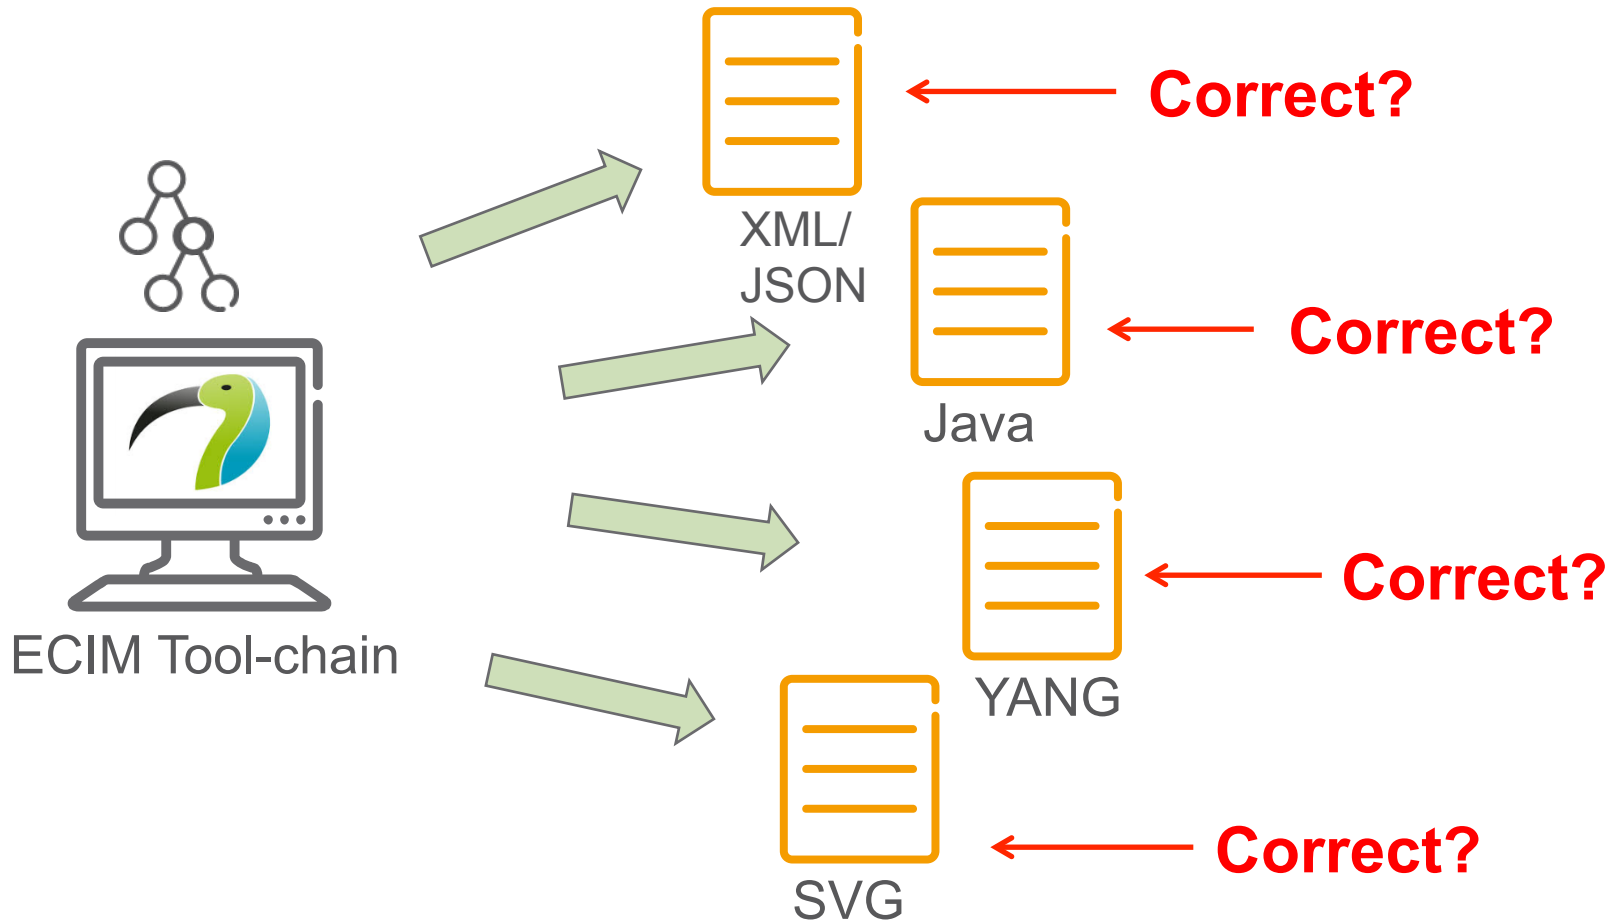 Correct?
XML/
JSON
Correct?
Java
Correct?
ECIM Tool-chain
YANG
Correct?
SVG